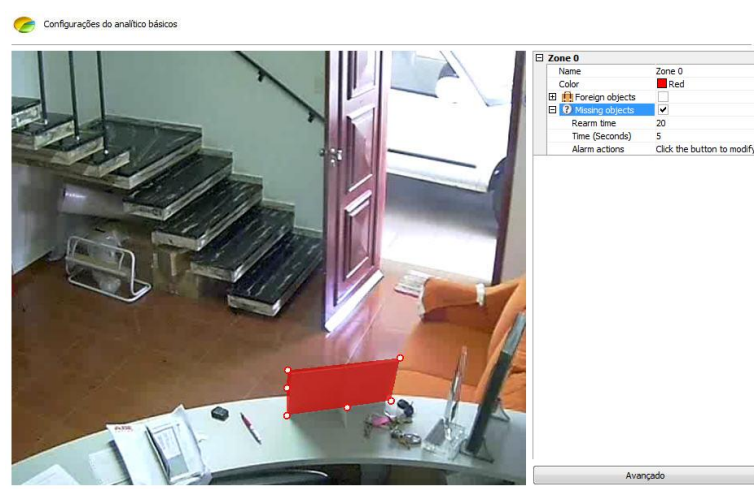 Configurações do analítico básicos
Zone 0
Name Zone 0
Color Red
Foreign objects
Missing objects
Rearm time 20
Time (Seconds) 5
Alarm actions Click the button to modify
Avançado